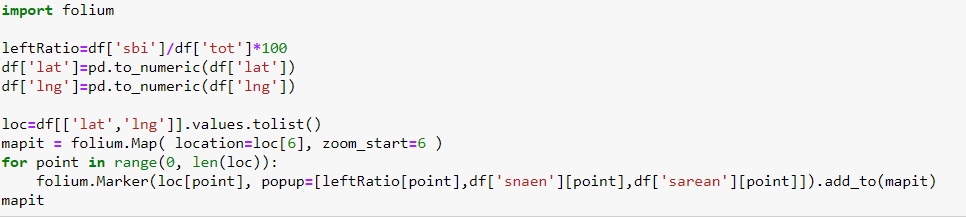 import folium
leftRatio=df['sbi']/df['tot']*100
df['lat']=pd.to_numeric(df['lat'])
df['lng']=pd.to_numeric(df['lng'])
loc=df[['lat','lng']].values.tolist()
mapit = folium.Map( location=loc[6], zoom_start=6 )
for point in range(0, len(loc)):
    folium.Marker(loc[point], popup=[leftRatio[point],df['snaen'][point],df['sarean'][point]]).add_to(mapit)
mapit